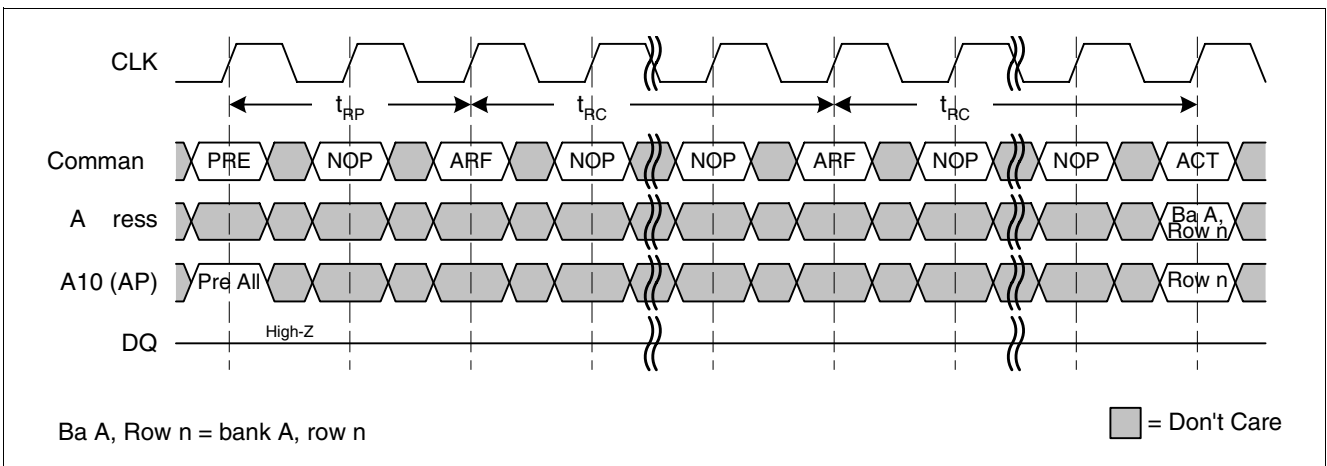 CLK
tRP tRC tRC
Comman PRE NOP ARF NOP NOP ARF NOP NOP ACT
A ress Ba A,
Row n
A10 (AP) Pre All Row n
DQ High-Z
Ba A, Row n = bank A, row n
= Don't Care